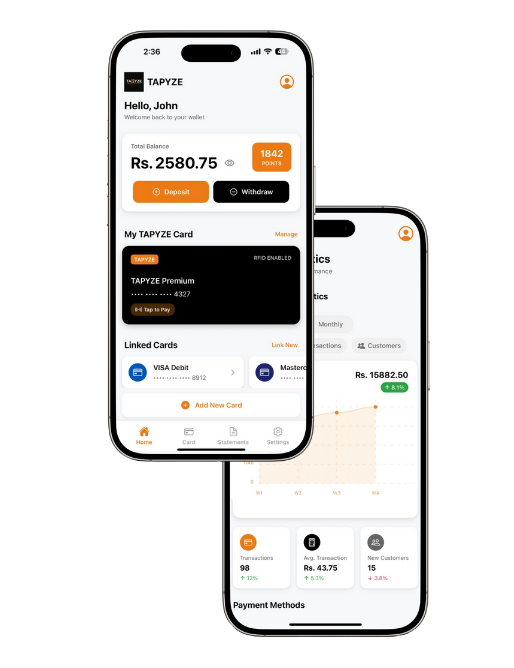 2:36
TAPYZE
TAPYZE
Hello, John
Welcome back to your wallet
Total Balance
Rs. 2580.75
1842
POINTS
Deposit
Withdraw
My TAPYZE Card
Manage
TAPYZE
RFID ENABLED
TAPYZE Premium
•••• •••• •••• 4327
Tap to Pay
Linked Cards
Link New
VISA Debit
•••• •••• •••• 8912
Masterc
•••• ••••
Add New Card
Home
Card
Statements
Settings
tics
mance
tics
Monthly
nsactions
Customers
Rs. 15882.50
↑ 8.1%
0
W1
W2
W3
W4
Transactions
98
↑ 12%
Avg. Transaction
Rs. 43.75
↑ 5.3%
New Customers
15
↓ 3.8%
Payment Methods